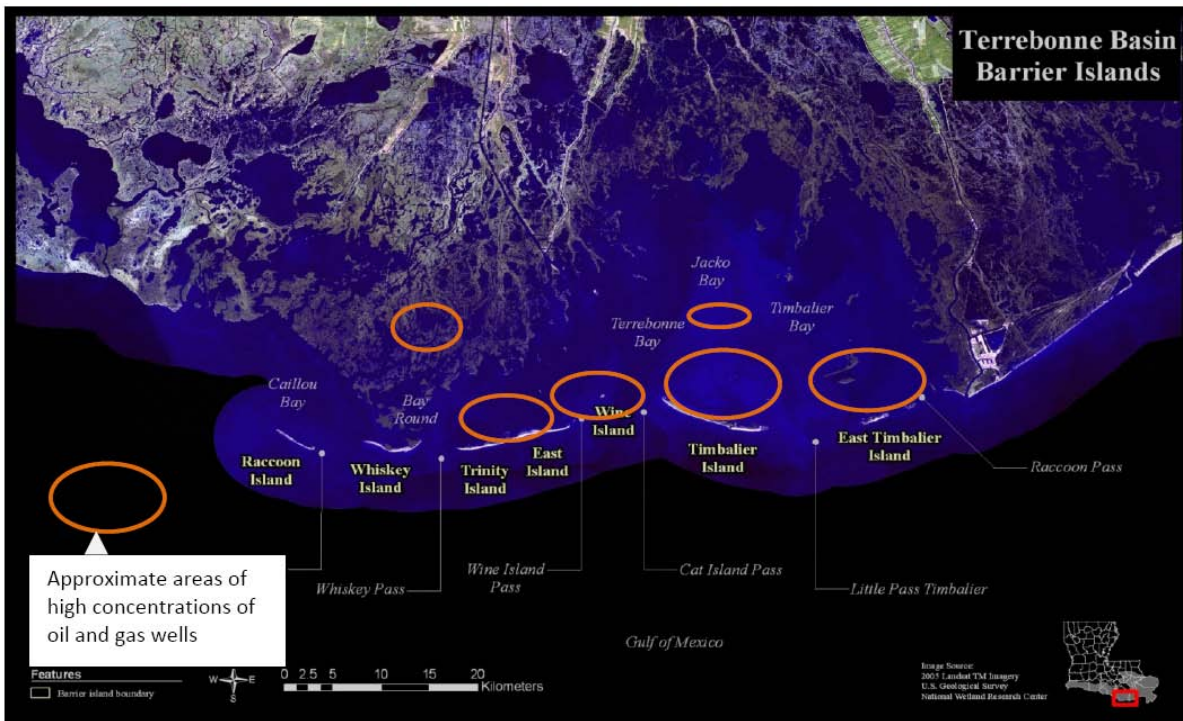 Terrebonne Basin
Barrier Islands
Jacko
Bay
Timbalier
Bay
Terrebonne
Bay
Caillou
Bay
Bay
Round
Wine
Island
East
Island
Raccoon
Island
Whiskey
Island
Trinity
Island
Timbalier
Island
East Timbalier
Island
Raccoon Pass
Whiskey Pass
Wine Island
Pass
Cat Island Pass
Little Pass Timbalier
Approximate areas of
high concentrations of
oil and gas wells
Gulf of Mexico
Features
Barrier island boundary
W E
S
0 2.5 5 10 15 20
Kilometers
Image Source:
2005 Landsat TM Imagery
U.S. Geological Survey
National Wetland Research Center